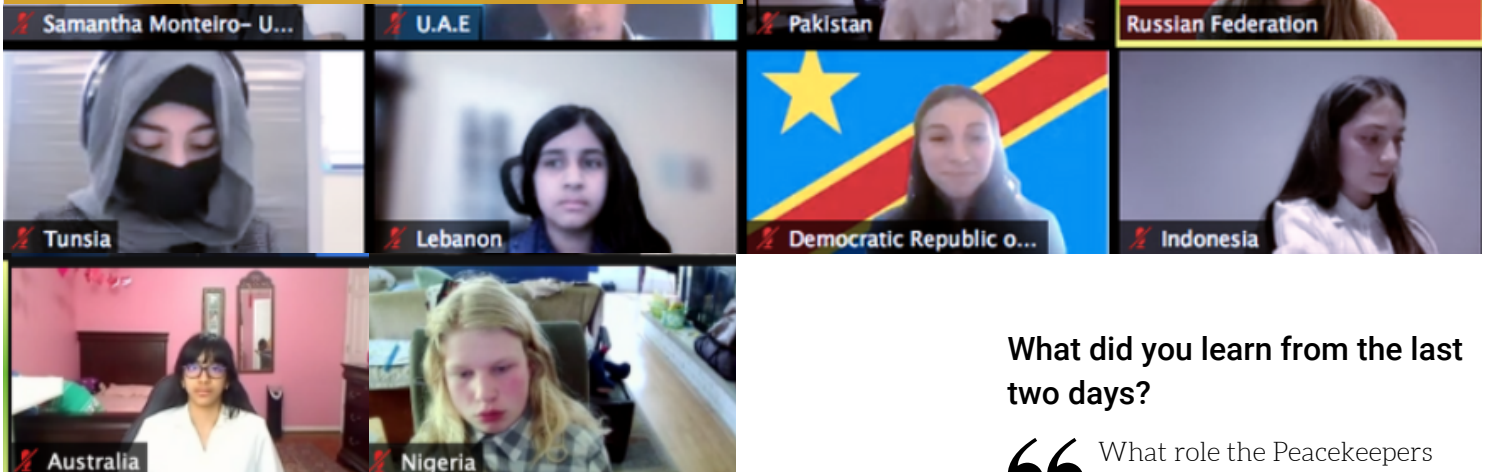 Samantha Monteiro– U...
U.A.E
Pakistan
Russian Federation
Tunsia
Lebanon
Democratic Republic o...
Indonesia
Australia
Nigeria
What did you learn from the last
two days?
“ What role the Peacekeepers